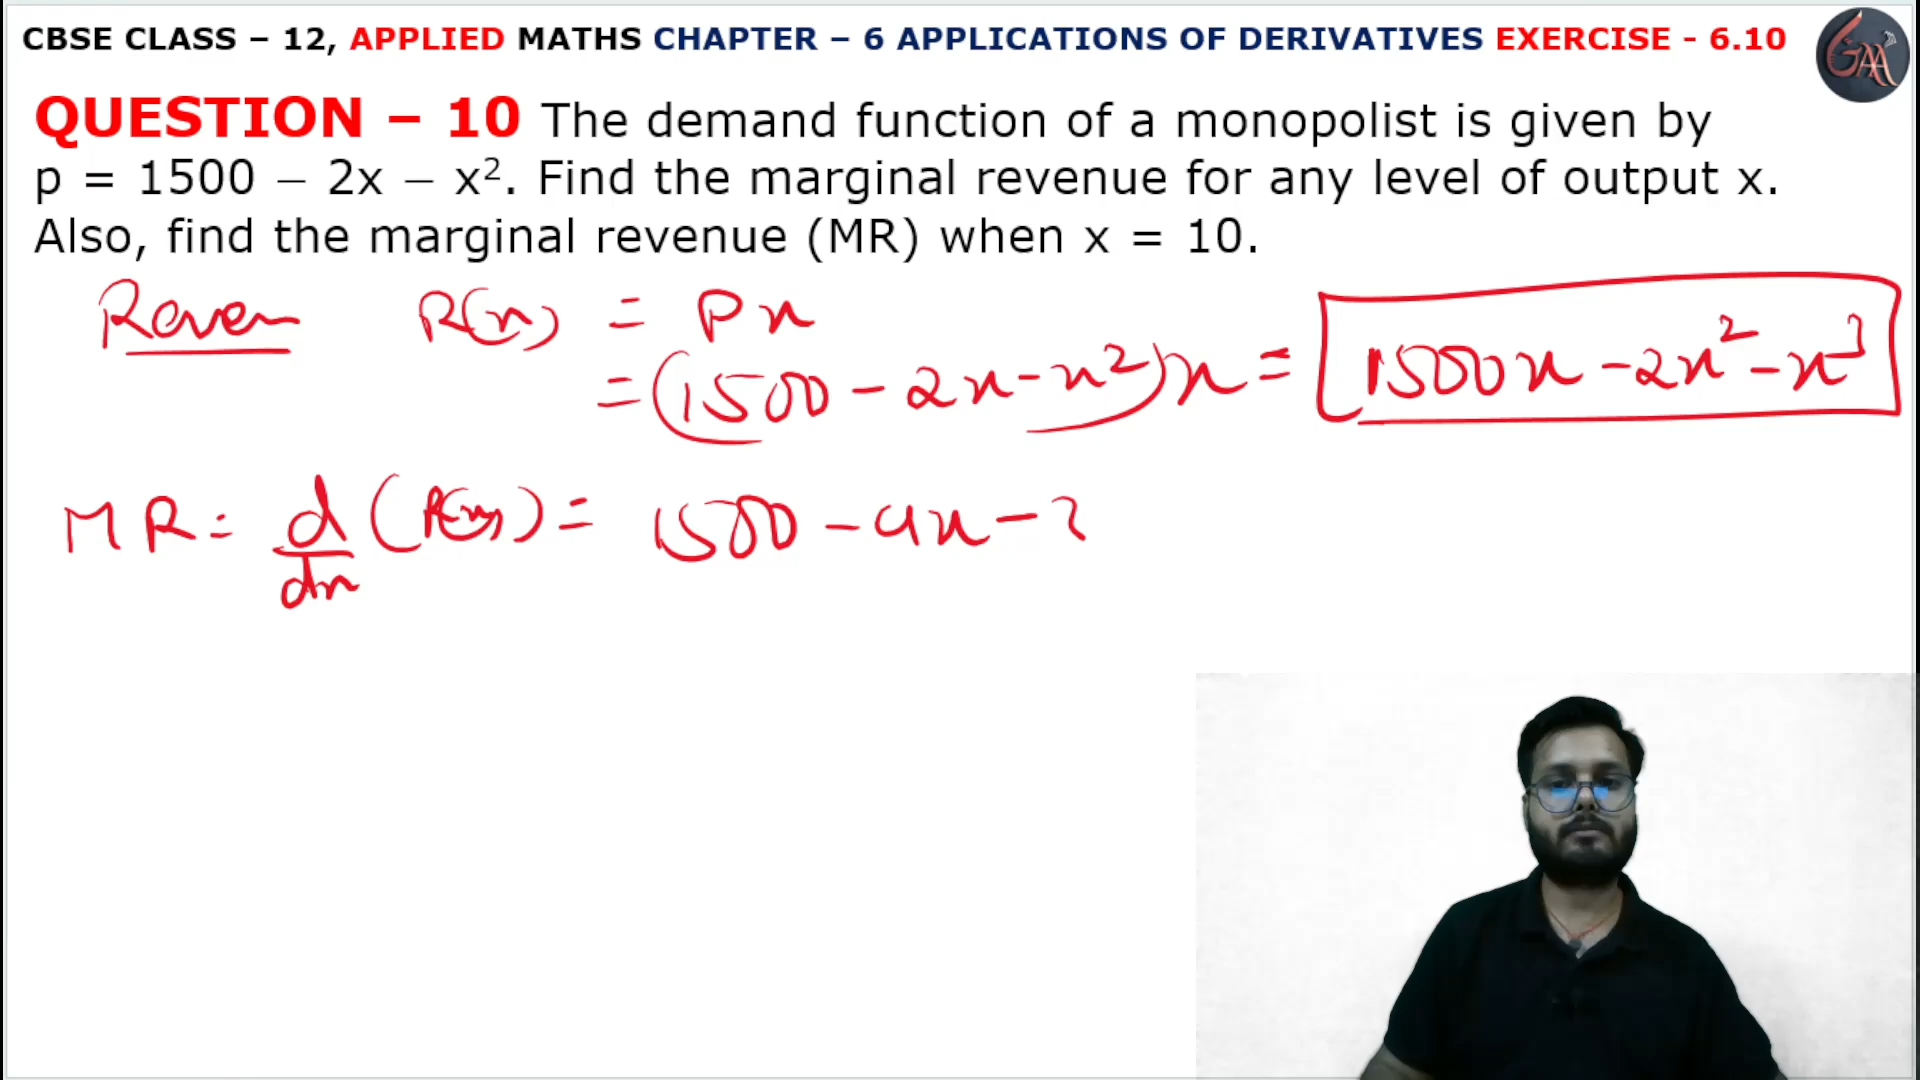 CBSE CLASS – 12, APPLIED MATHS CHAPTER – 6 APPLICATIONS OF DERIVATIVES EXERCISE - 6.10
QUESTION – 10 The demand function of a monopolist is given by
p = 1500 – 2x – x². Find the marginal revenue for any level of output x.
Also, find the marginal revenue (MR) when x = 10.
Reven R(x) = Px
= (1500 - 2x - x²)x = 1500x - 2x² - x³
MR = d/dx (R(x)) = 1500 - 4x - 3